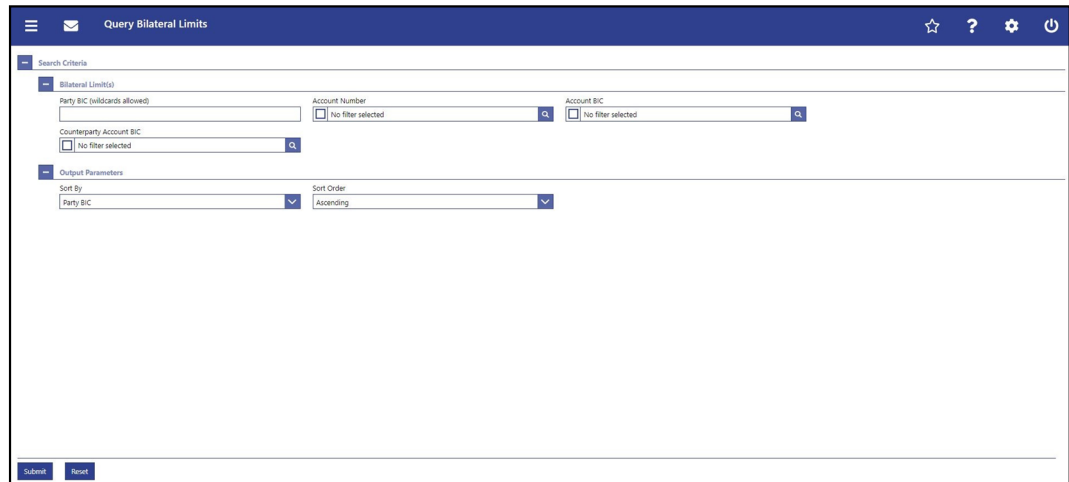 Query Bilateral Limits
Search Criteria
Bilateral Limit(s)
Party BIC (wildcards allowed)
Account Number
Account BIC
No filter selected
No filter selected
Counterparty Account BIC
No filter selected
Output Parameters
Sort By
Sort Order
Party BIC
Ascending
Submit
Reset